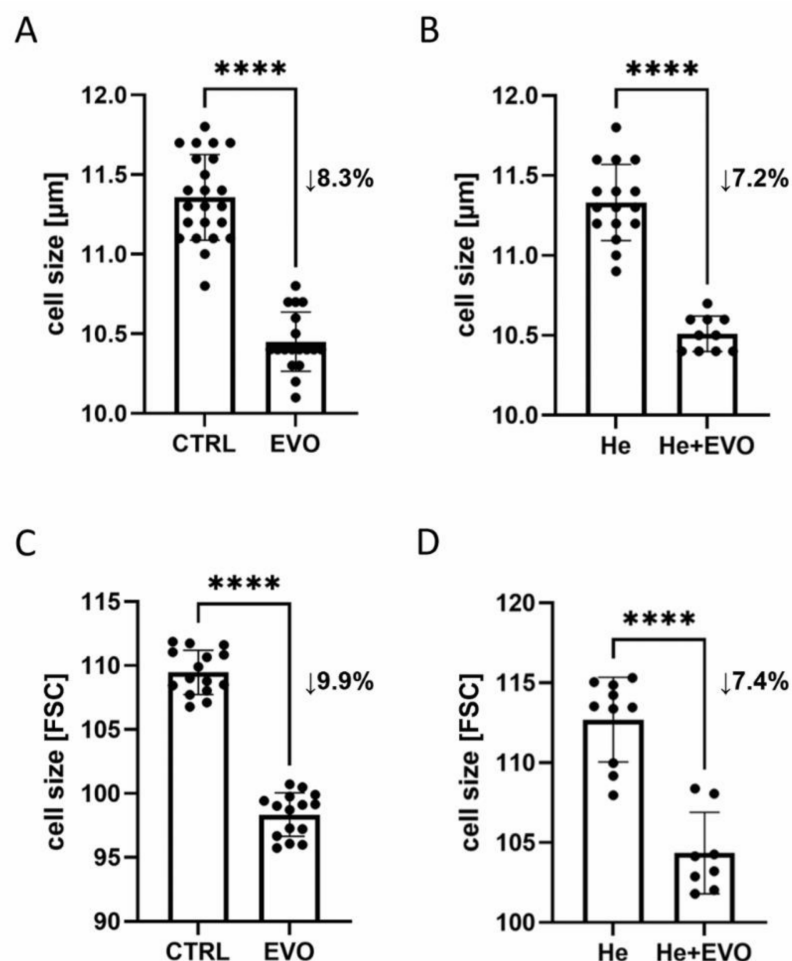 A
****
cell size [µm]
12.0
11.5
11.0
10.5
10.0
↓8.3%
CTRL EVO
B
****
cell size [µm]
12.0
11.5
11.0
10.5
10.0
↓7.2%
He He+EVO
C
****
cell size [FSC]
115
110
105
100
95
90
↓9.9%
CTRL EVO
D
****
cell size [FSC]
120
115
110
105
100
↓7.4%
He He+EVO